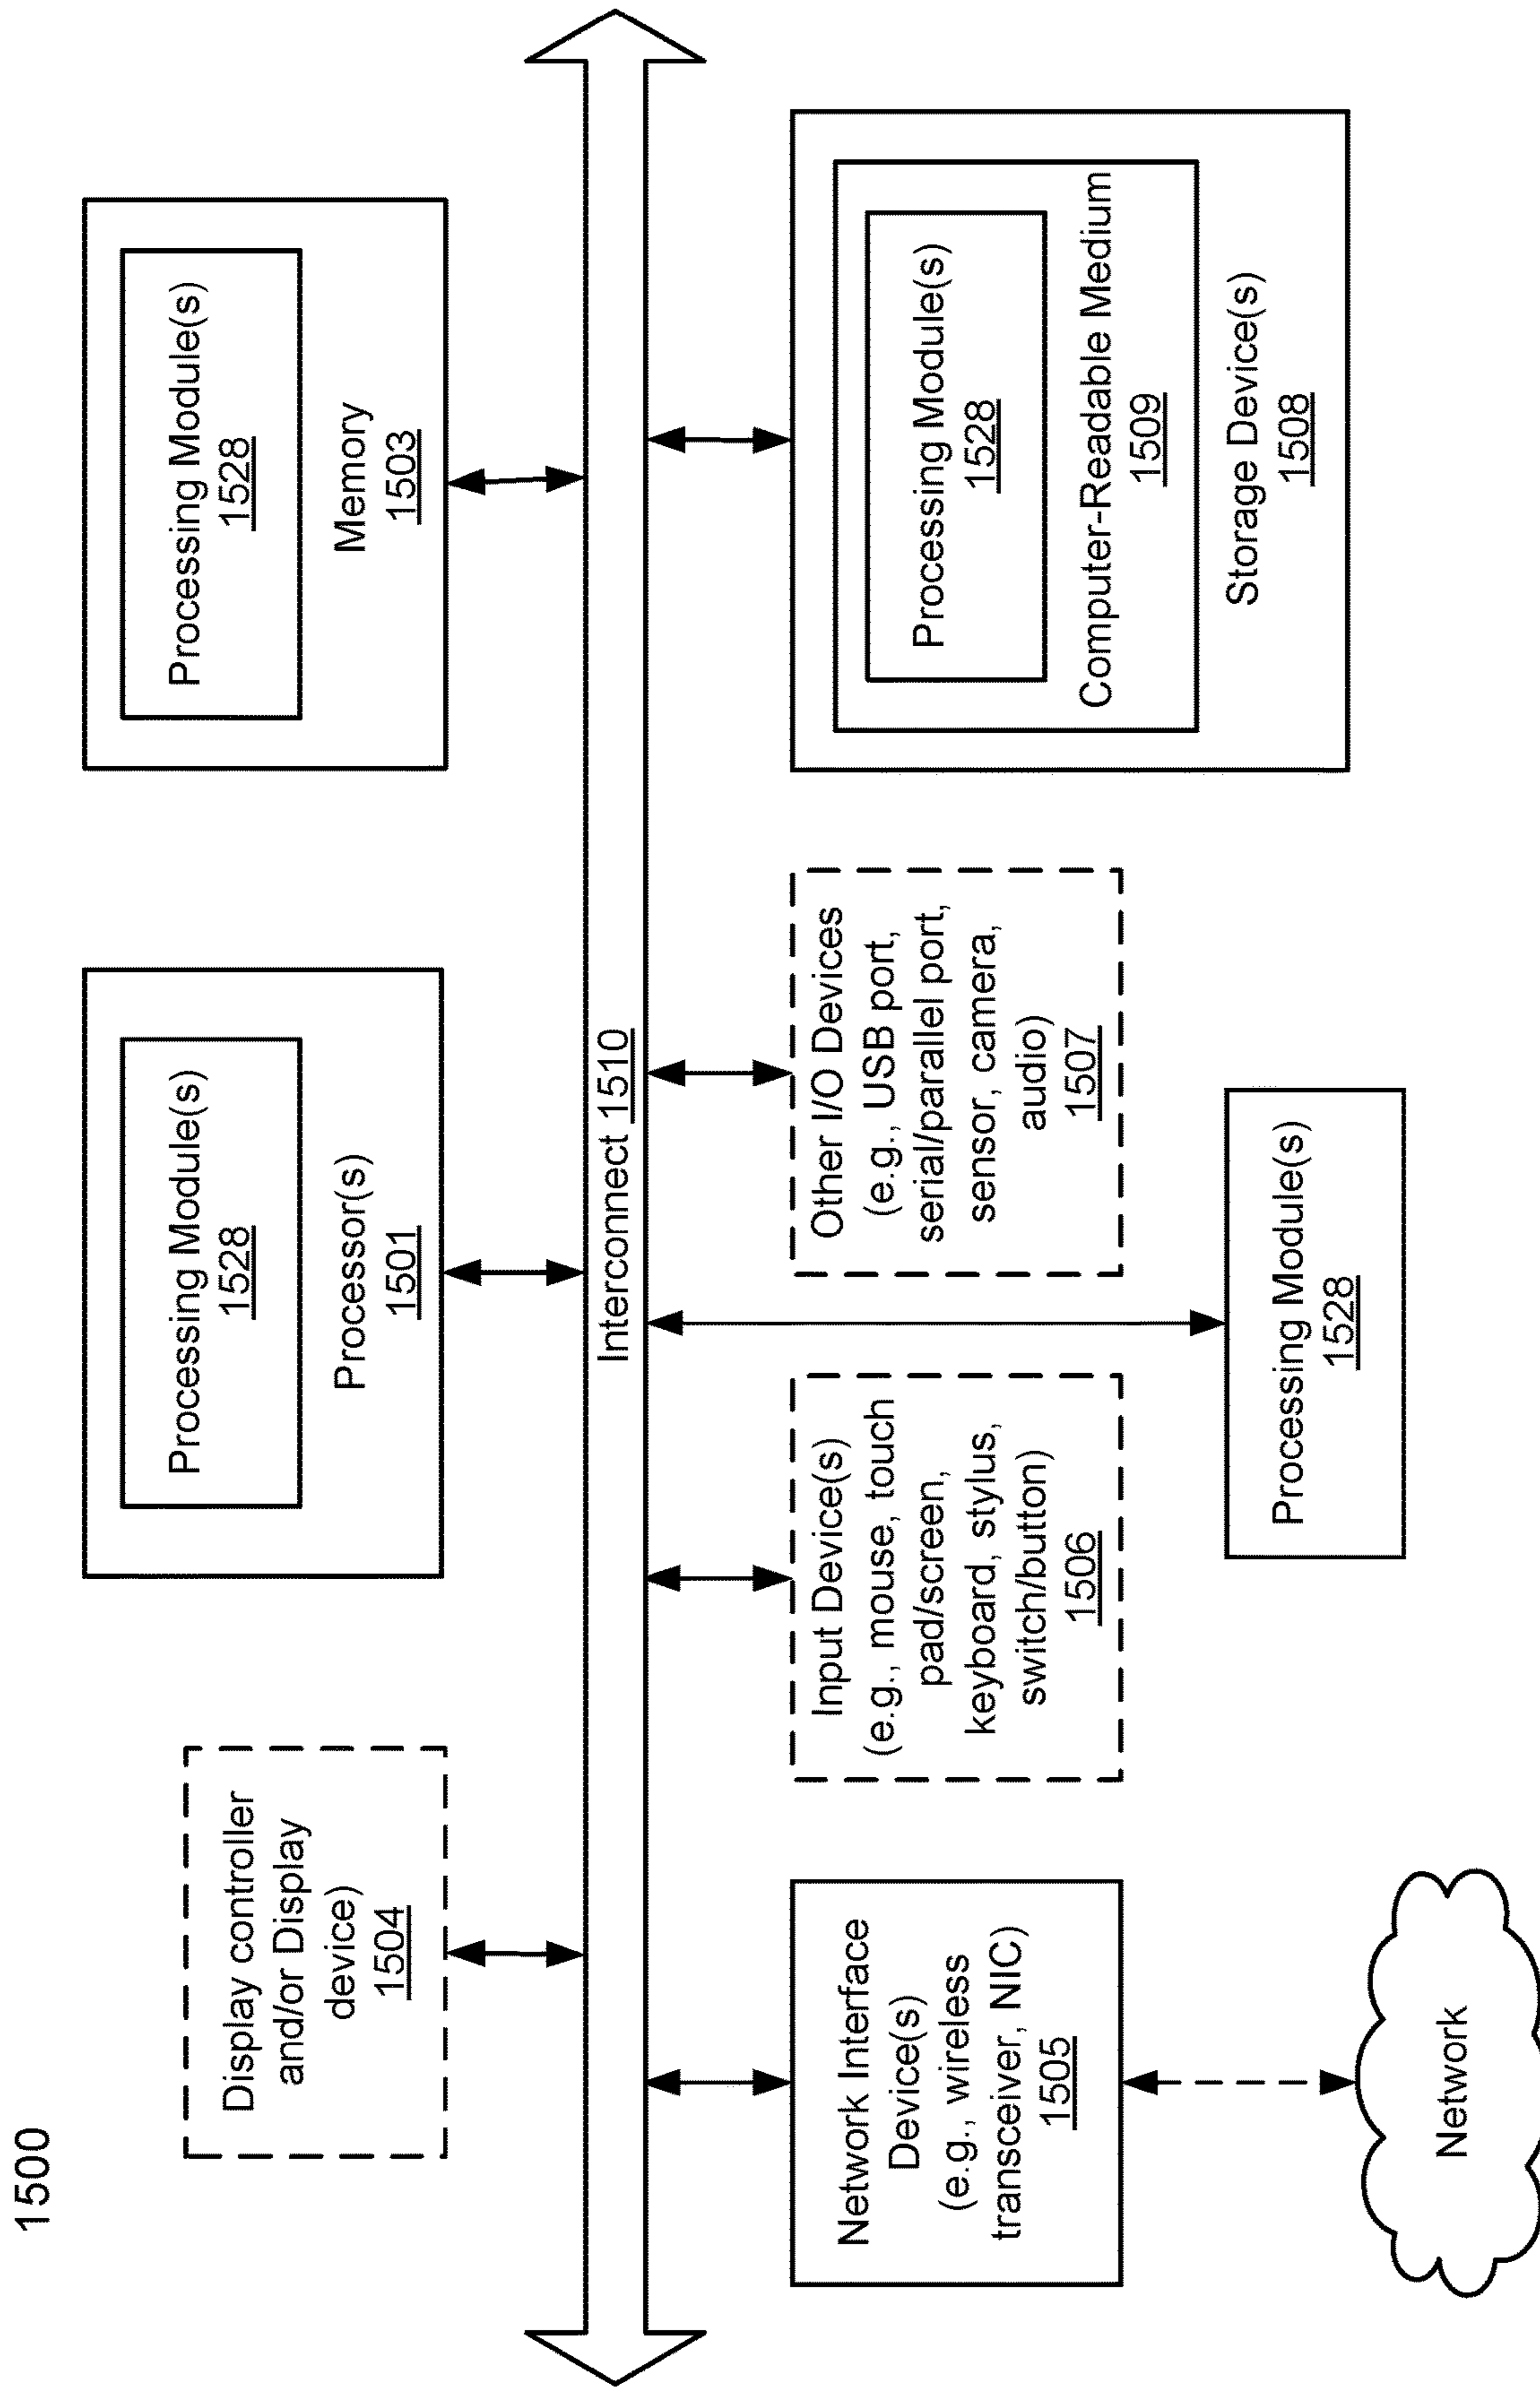 1500
Display controller
and/or Display
device)
1504
Processing Module(s)
1528
Processor(s)
1501
Processing Module(s)
1528
Memory
1503
Interconnect 1510
Network Interface
Device(s)
(e.g., wireless
transceiver, NIC)
1505
Input Device(s)
(e.g., mouse, touch
pad/screen,
keyboard, stylus,
switch/button)
1506
Other I/O Devices
(e.g., USB port,
serial/parallel port,
sensor, camera,
audio)
1507
Processing Module(s)
1528
Computer-Readable Medium
1509
Storage Device(s)
1508
Network
Processing Module(s)
1528